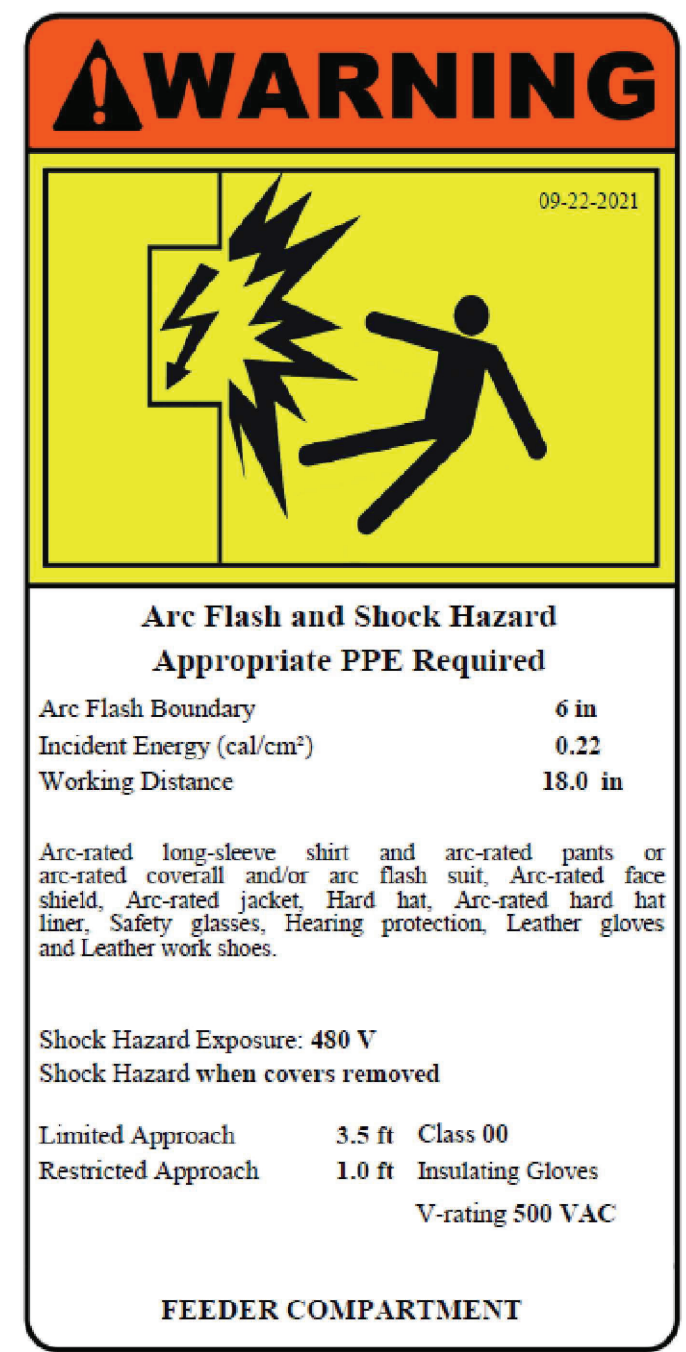 WARNING
09-22-2021
Arc Flash and Shock Hazard
Appropriate PPE Required
Arc Flash Boundary 6 in
Incident Energy (cal/cm²) 0.22
Working Distance 18.0 in
Arc-rated long-sleeve shirt and arc-rated pants or
arc-rated coverall and/or arc flash suit, Arc-rated face
shield, Arc-rated jacket, Hard hat, Arc-rated hard hat
liner, Safety glasses, Hearing protection, Leather gloves
and Leather work shoes.
Shock Hazard Exposure: 480 V
Shock Hazard when covers removed
Limited Approach 3.5 ft Class 00
Restricted Approach 1.0 ft Insulating Gloves
V-rating 500 VAC
FEEDER COMPARTMENT